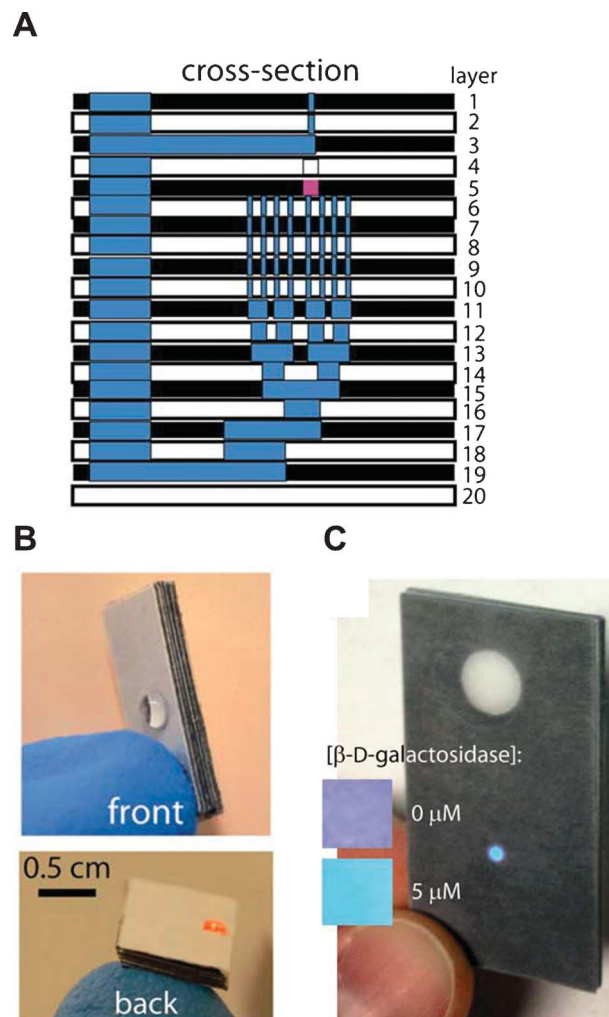 A
cross-section
layer
1
2
3
4
5
6
7
8
9
10
11
12
13
14
15
16
17
18
19
20
B
C
front
0.5 cm
back
[β-D-galactosidase]:
0 μM
5 μM